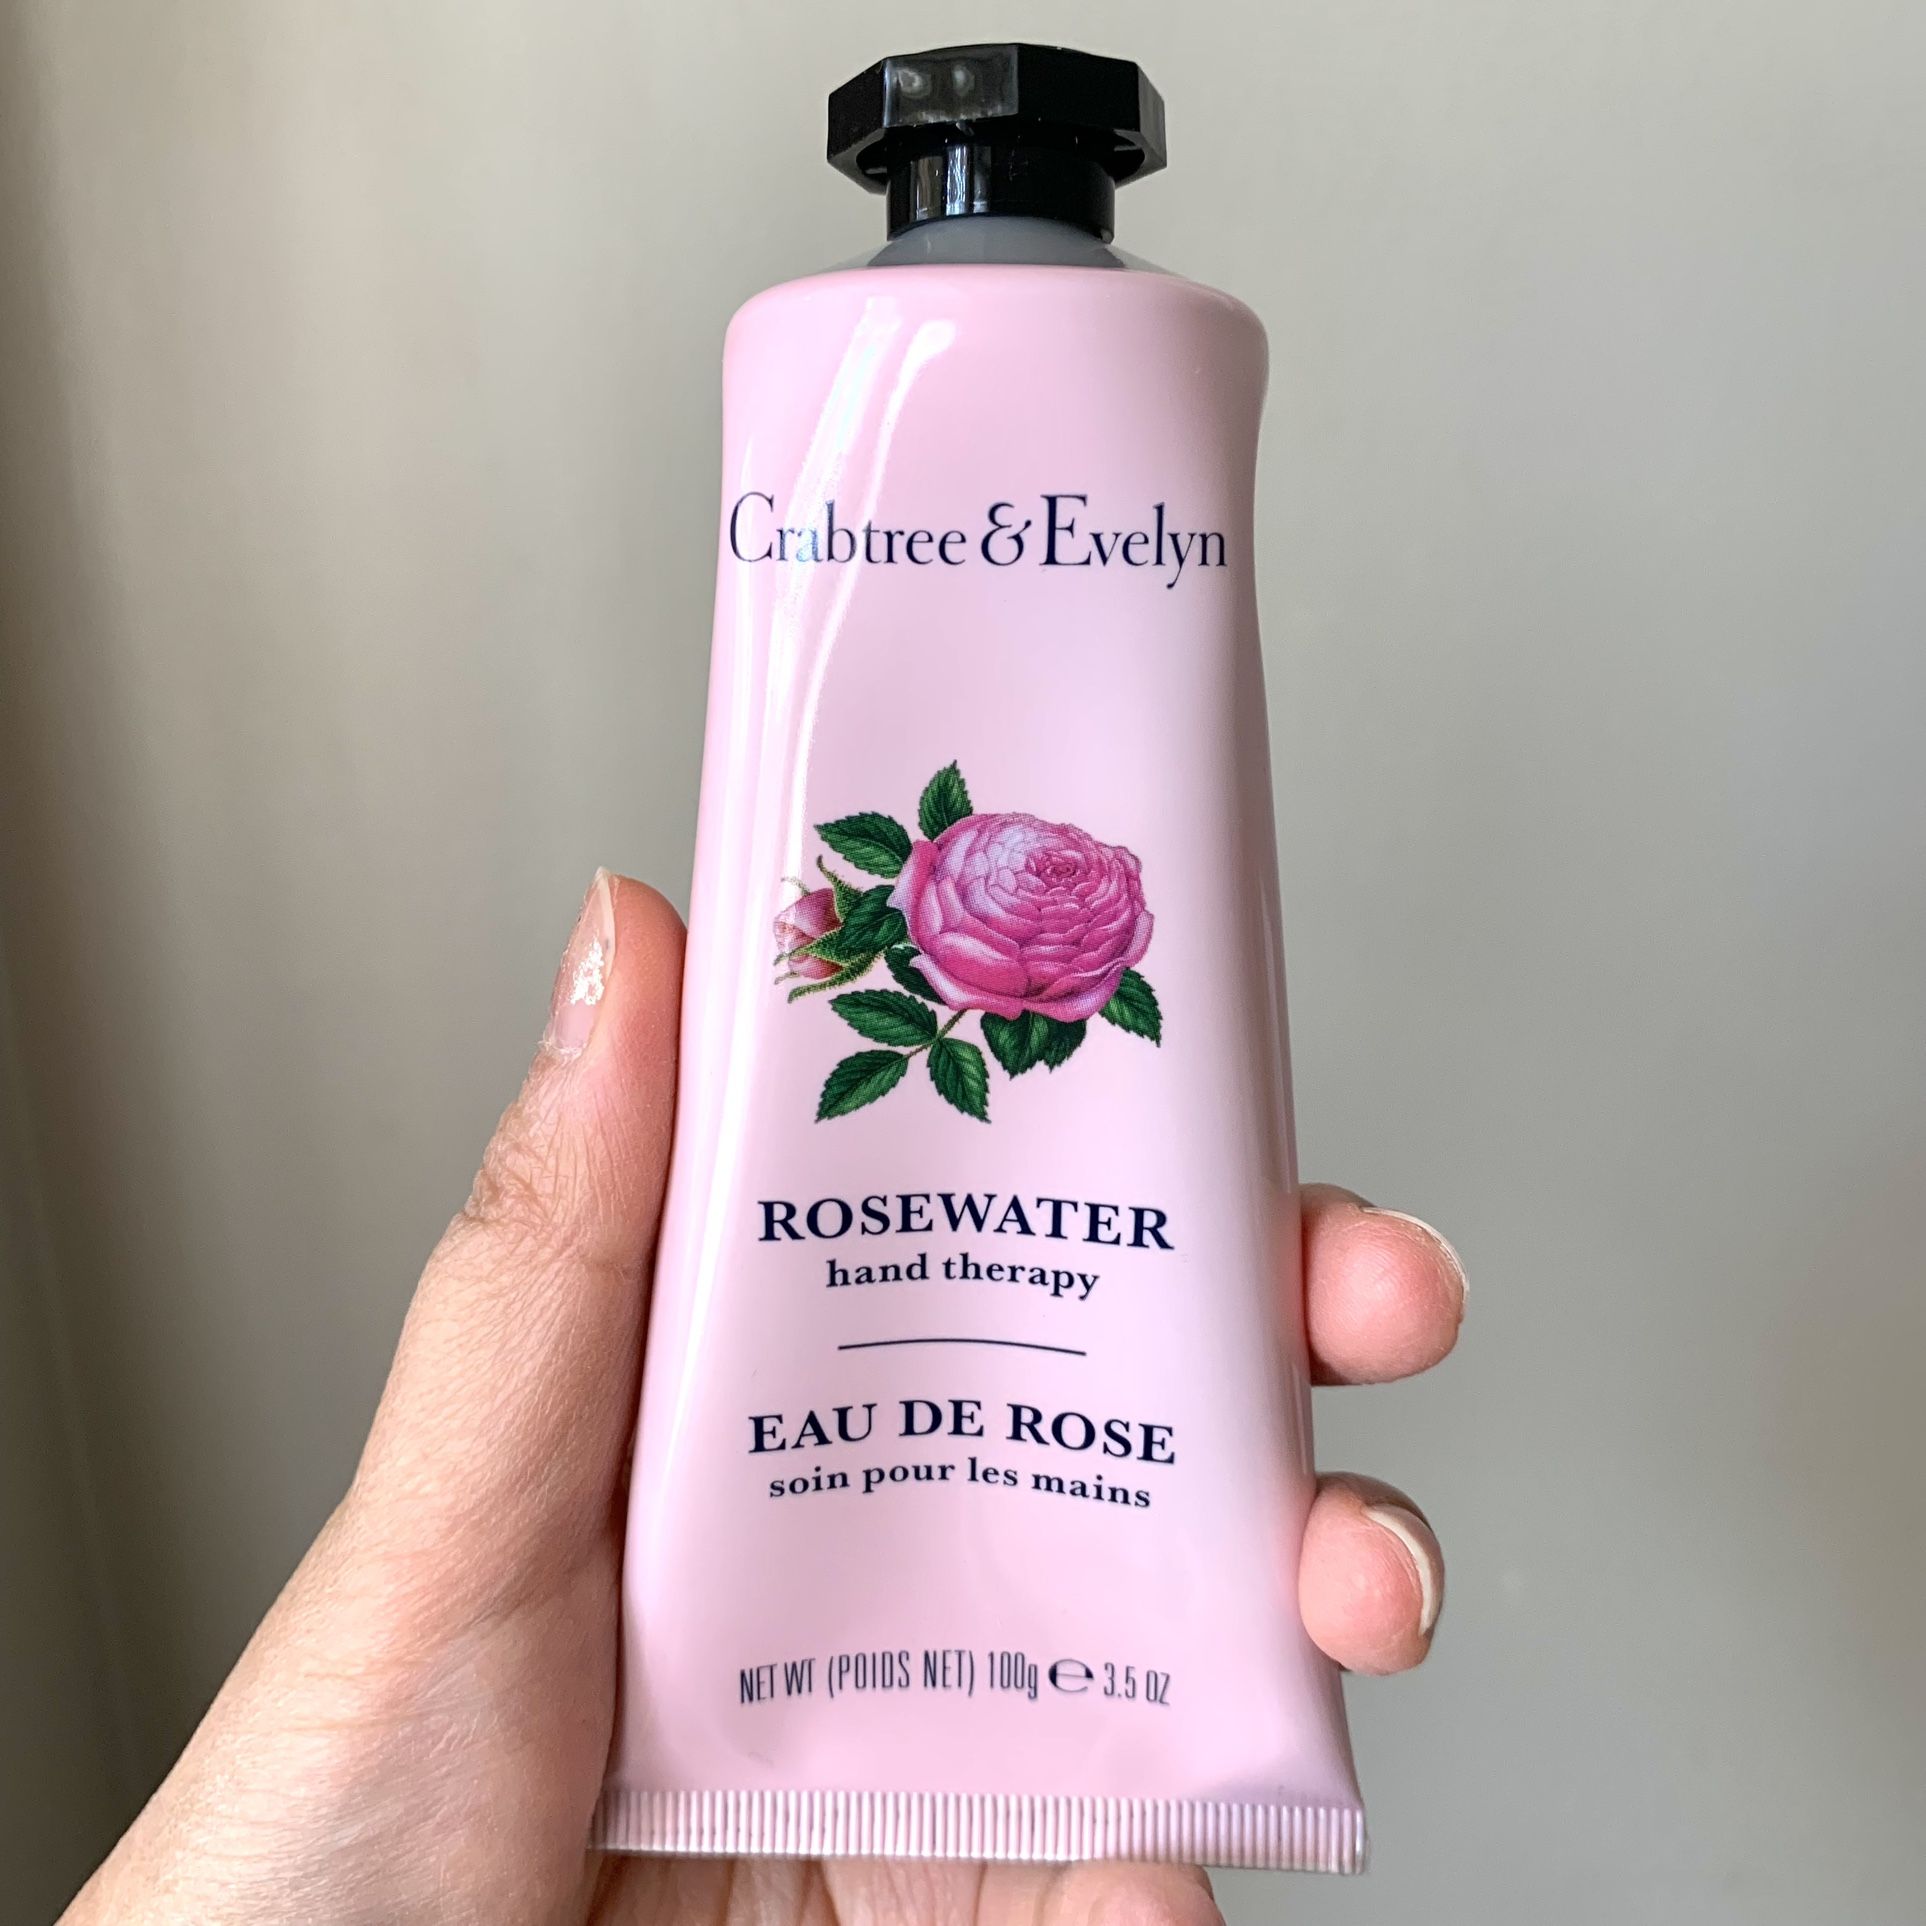 Crabtree & Evelyn
ROSEWATER
hand therapy
EAU DE ROSE
soin pour les mains
NET WT (POIDS NET) 100g ℮ 3.5 OZ